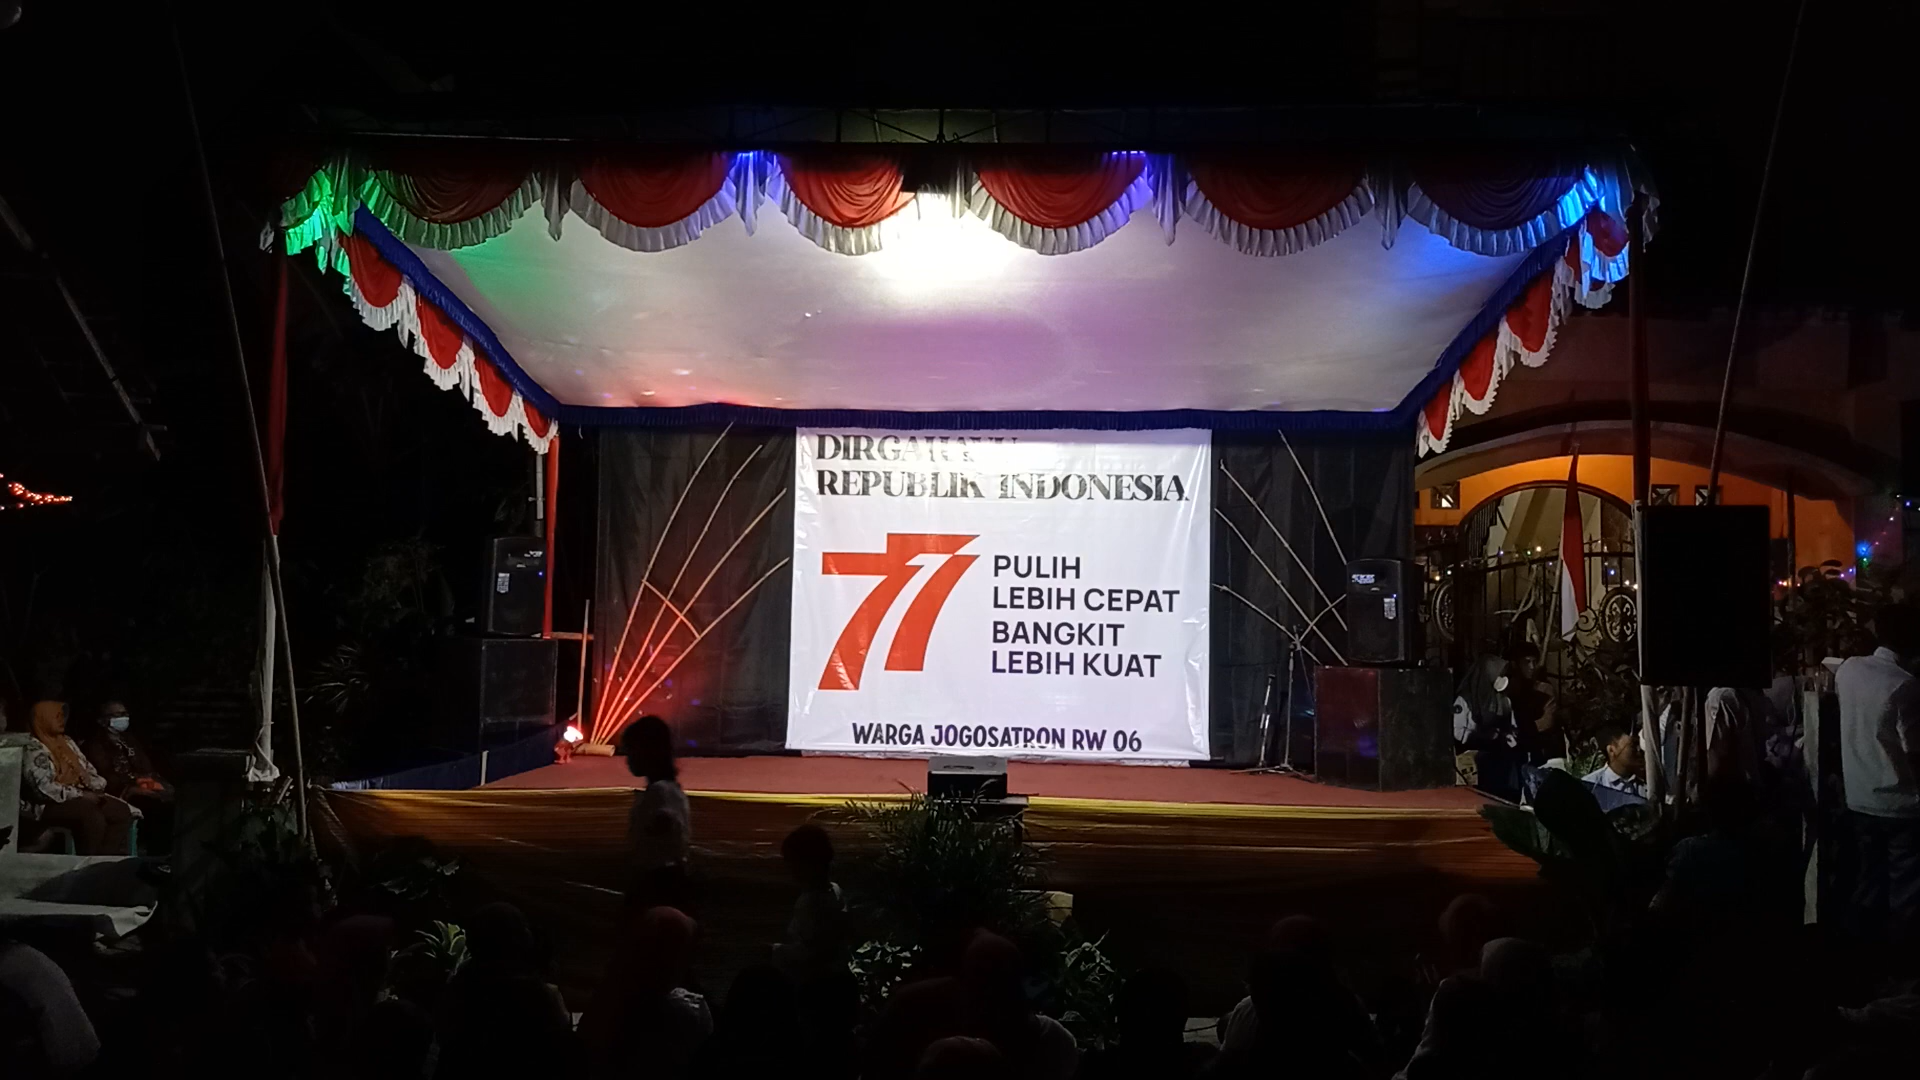 DIRGAHAYU
REPUBLIK INDONESIA
77
PULIH
LEBIH CEPAT
BANGKIT
LEBIH KUAT
WARGA JOGOSATRON RW 06